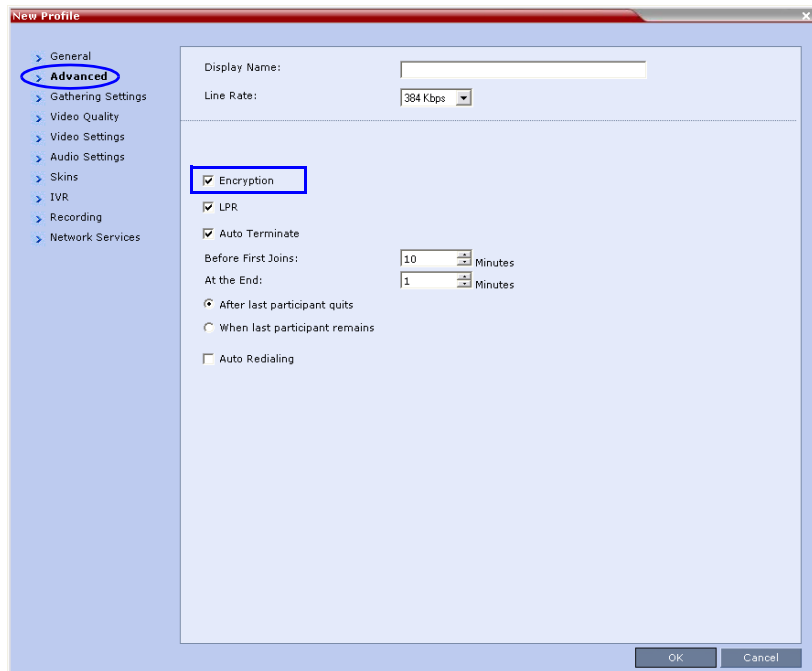 New Profile
General
Advanced
Gathering Settings
Video Quality
Video Settings
Audio Settings
Skins
IVR
Recording
Network Services
Display Name:
Line Rate: 384 Kbps
Encryption
LPR
Auto Terminate
Before First Joins: 10 Minutes
At the End: 1 Minutes
After last participant quits
When last participant remains
Auto Redialing
OK Cancel